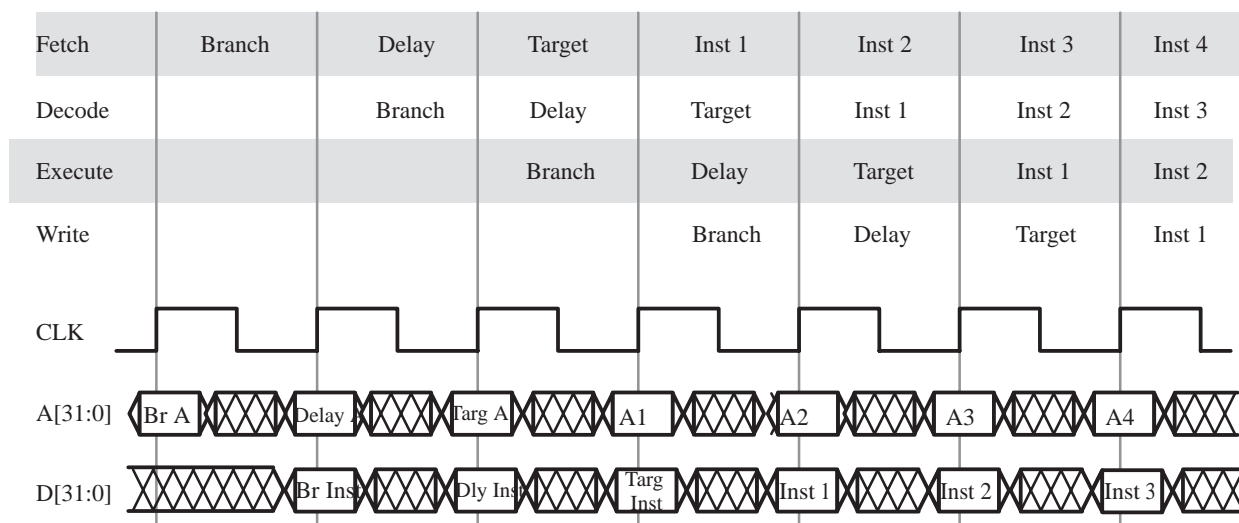 Fetch Branch Delay Target Inst 1 Inst 2 Inst 3 Inst 4
Decode Branch Delay Target Inst 1 Inst 2 Inst 3
Execute Branch Delay Target Inst 1 Inst 2
Write Branch Delay Target Inst 1
CLK
A[31:0] Br A Delay A Targ A A1 A2 A3 A4
D[31:0] Br Inst Dly Inst Targ Inst Inst 1 Inst 2 Inst 3